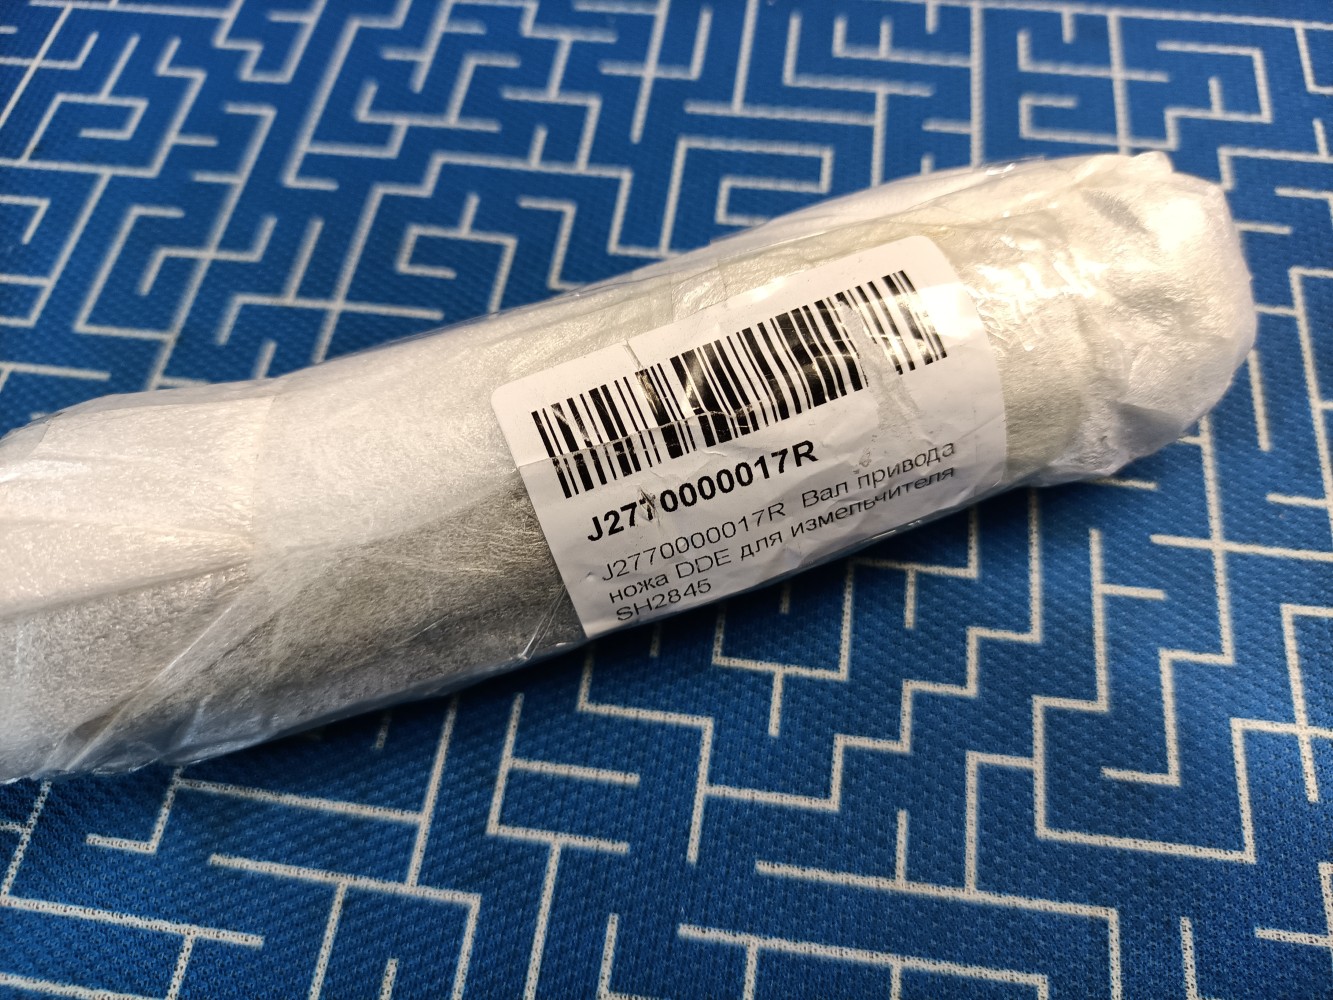 J2770000017R
J2770000017R Вал привода
ножа DDE для измельчителя
SH2845